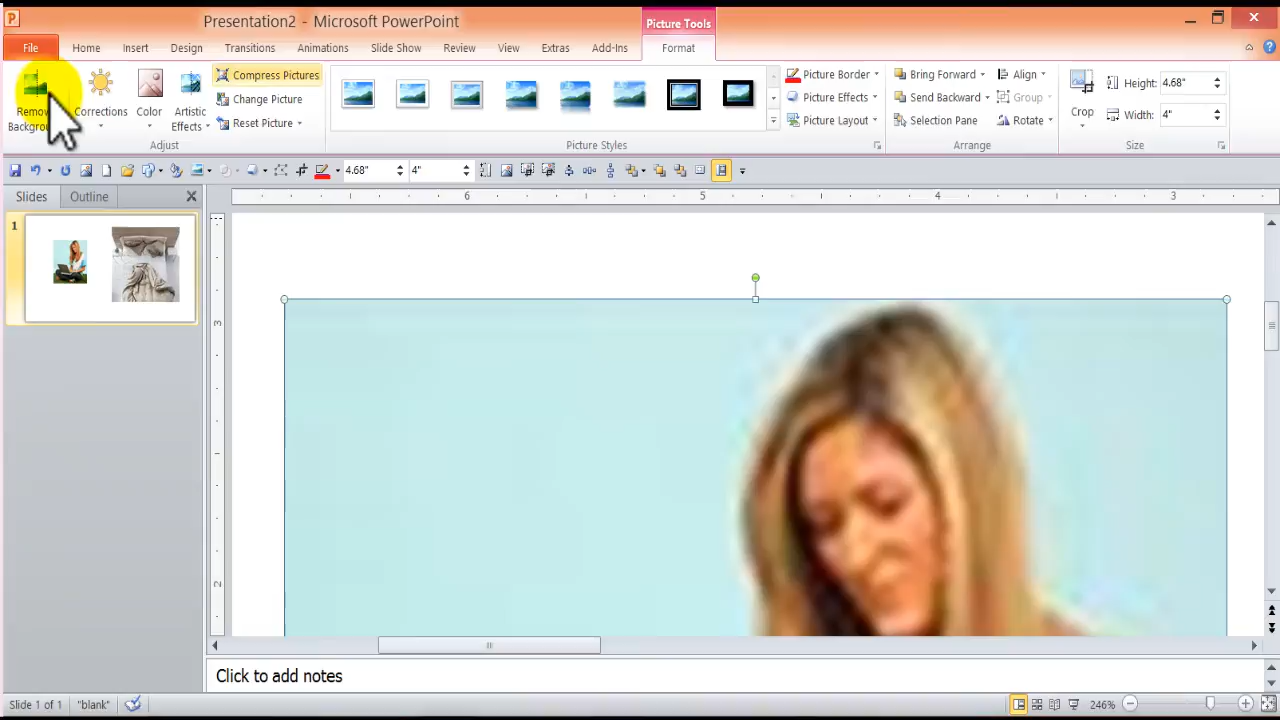 Presentation2 - Microsoft PowerPoint
Picture Tools
File Home Insert Design Transitions Animations Slide Show Review View Extras Add-Ins Format
Compress Pictures
Change Picture
Reset Picture
Corrections
Color
Artistic
Effects
Adjust
Picture Styles
Picture Border
Picture Effects
Picture Layout
Bring Forward
Send Backward
Selection Pane
Align
Group
Rotate
Arrange
Crop
Height: 4.68"
Width: 4"
Size
4.68" 4"
Slides Outline
6 5 4 3
1
3
2
Click to add notes
Slide 1 of 1 "blank" 246%